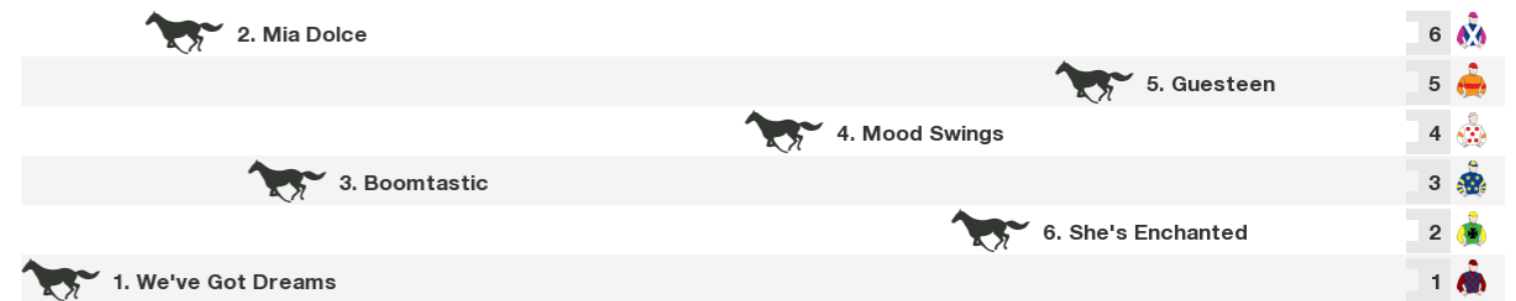 2. Mia Dolce 6
5. Guesteen 5
4. Mood Swings 4
3. Boomtastic 3
6. She's Enchanted 2
1. We've Got Dreams 1